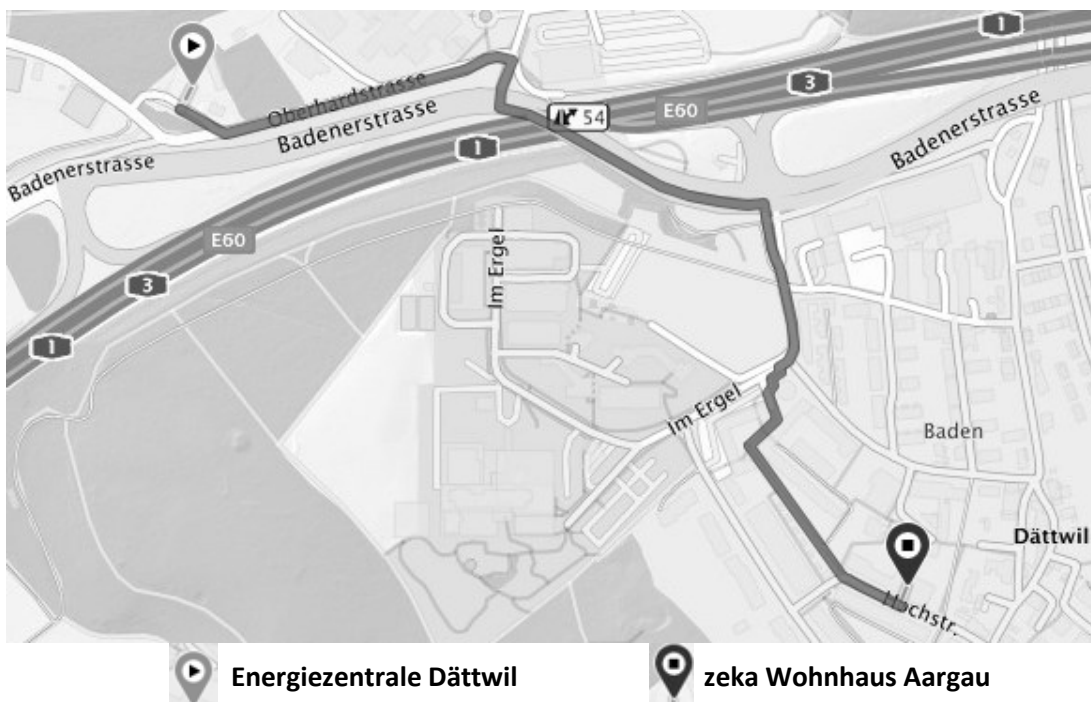 1
3
Oberhardstrasse
Badenerstrasse
54
E60
Badenerstrasse
1
Badenerstrasse
E60
Im Ergel
3
1
Im Ergel
Baden
Dättwil
Hochstr.
Energiezentrale Dättwil
zeka Wohnhaus Aargau